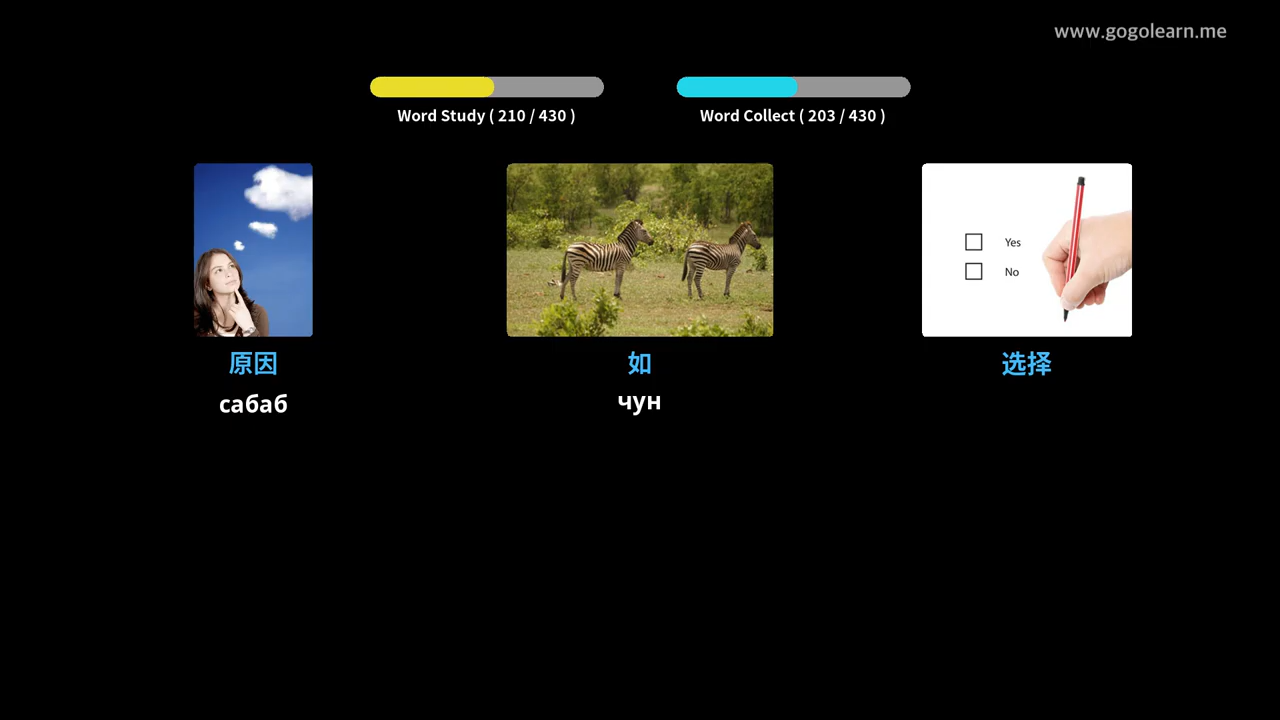 www.gogolearn.me
Word Study ( 210 / 430 )
Word Collect ( 203 / 430 )
Yes
No
原因
如
选择
сабаб
чун